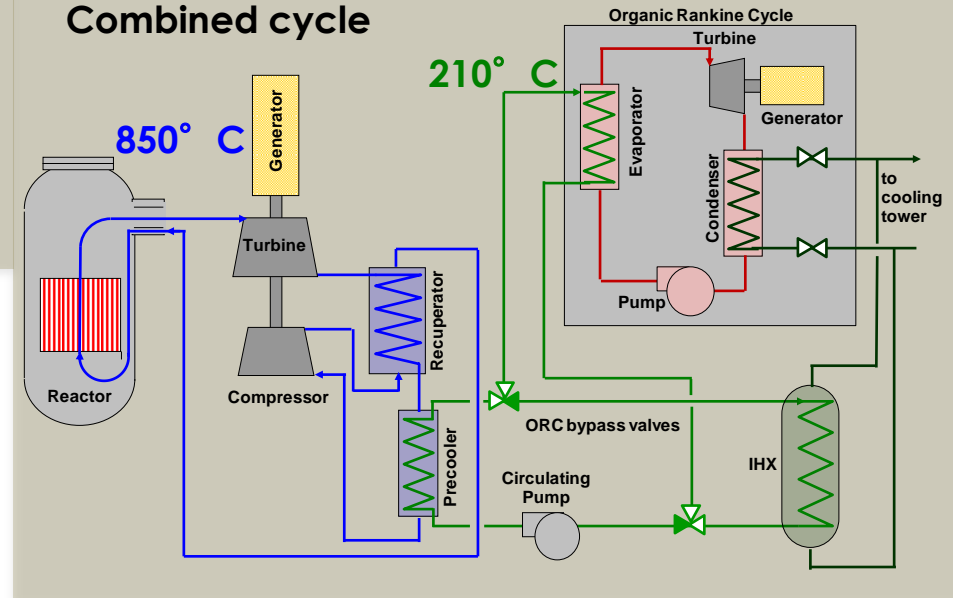 Combined cycle
Organic Rankine Cycle
Turbine
210° C
Evaporator
Generator
Condenser
to
cooling
tower
Pump
850° C
Generator
Turbine
Recuperator
Reactor
Compressor
Precooler
ORC bypass valves
IHX
Circulating
Pump